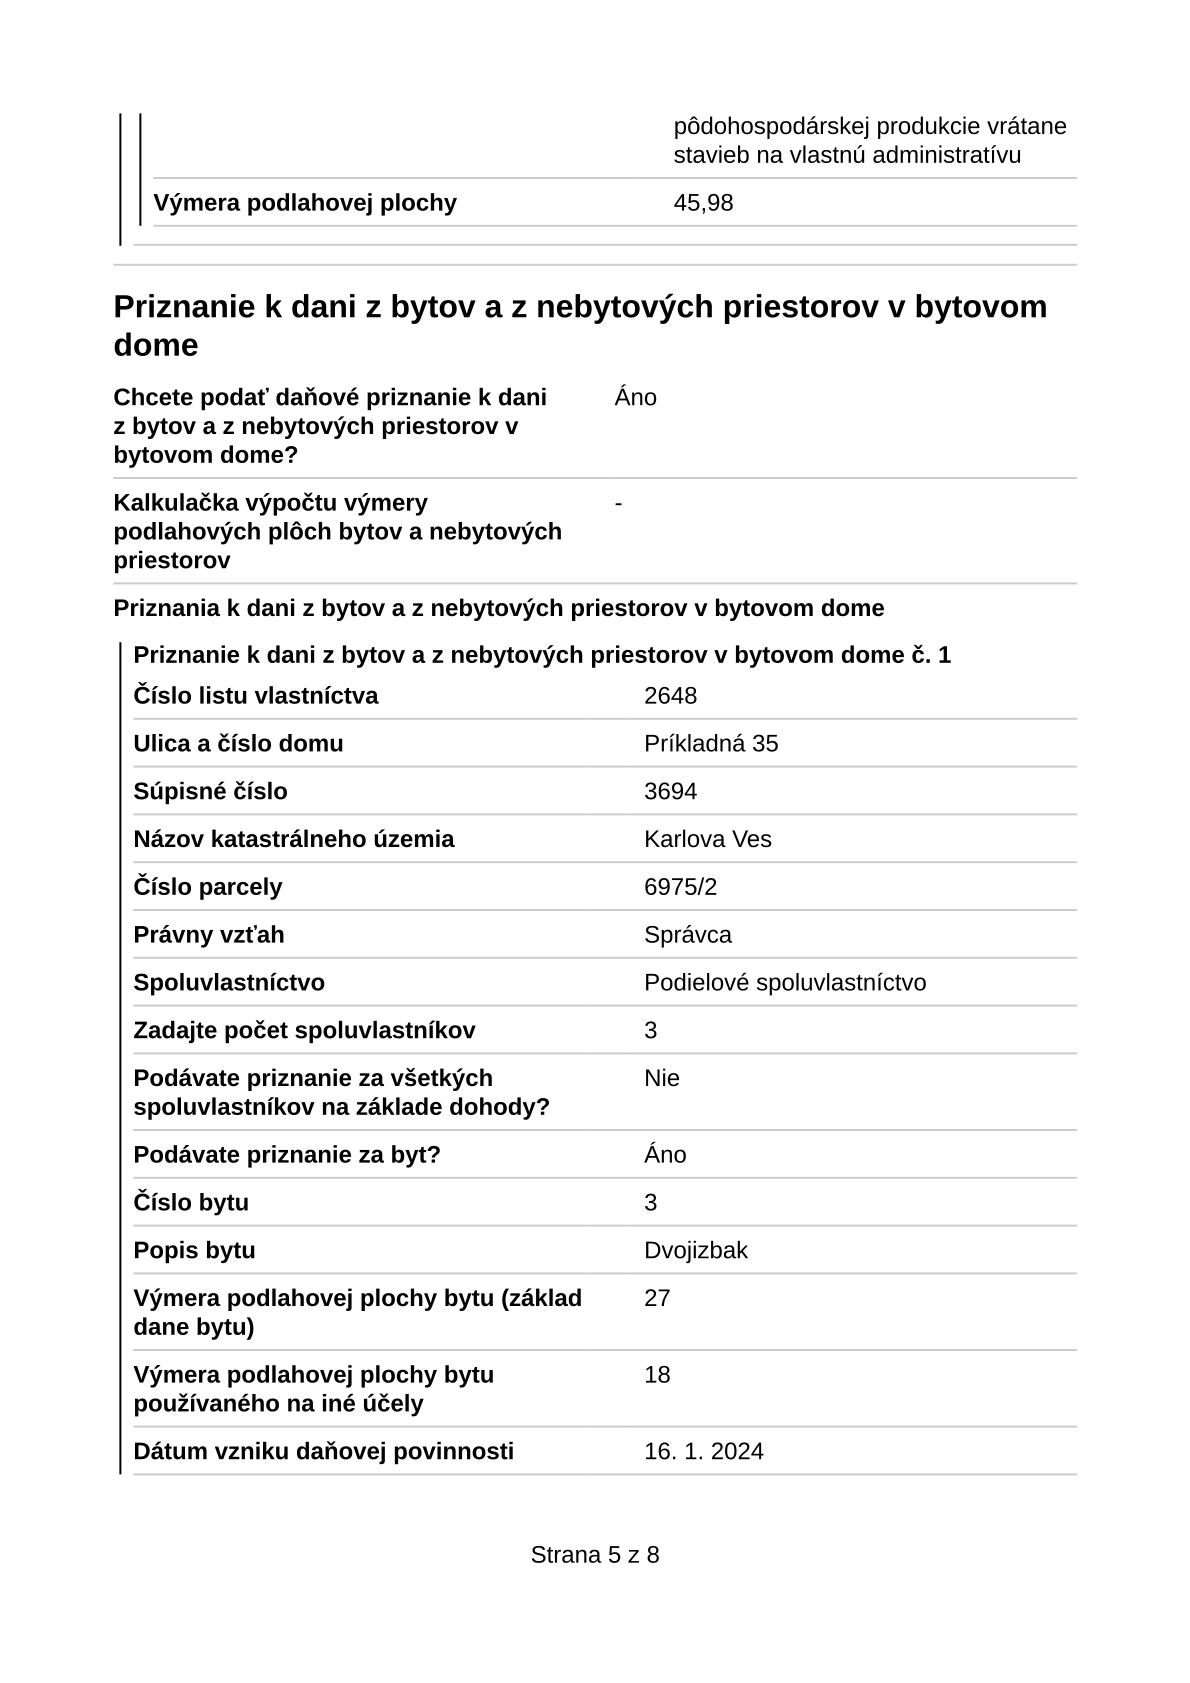 pôdohospodárskej produkcie vrátane
stavieb na vlastnú administratívu
Výmera podlahovej plochy 45,98
Priznanie k dani z bytov a z nebytových priestorov v bytovom
dome
Chcete podať daňové priznanie k dani Áno
z bytov a z nebytových priestorov v
bytovom dome?
Kalkulačka výpočtu výmery -
podlahových plôch bytov a nebytových
priestorov
Priznania k dani z bytov a z nebytových priestorov v bytovom dome
Priznanie k dani z bytov a z nebytových priestorov v bytovom dome č. 1
Číslo listu vlastníctva 2648
Ulica a číslo domu Príkladná 35
Súpisné číslo 3694
Názov katastrálneho územia Karlova Ves
Číslo parcely 6975/2
Právny vzťah Správca
Spoluvlastníctvo Podielové spoluvlastníctvo
Zadajte počet spoluvlastníkov 3
Podávate priznanie za všetkých Nie
spoluvlastníkov na základe dohody?
Podávate priznanie za byt? Áno
Číslo bytu 3
Popis bytu Dvojizbak
Výmera podlahovej plochy bytu (základ 27
dane bytu)
Výmera podlahovej plochy bytu 18
používaného na iné účely
Dátum vzniku daňovej povinnosti 16. 1. 2024
Strana 5 z 8